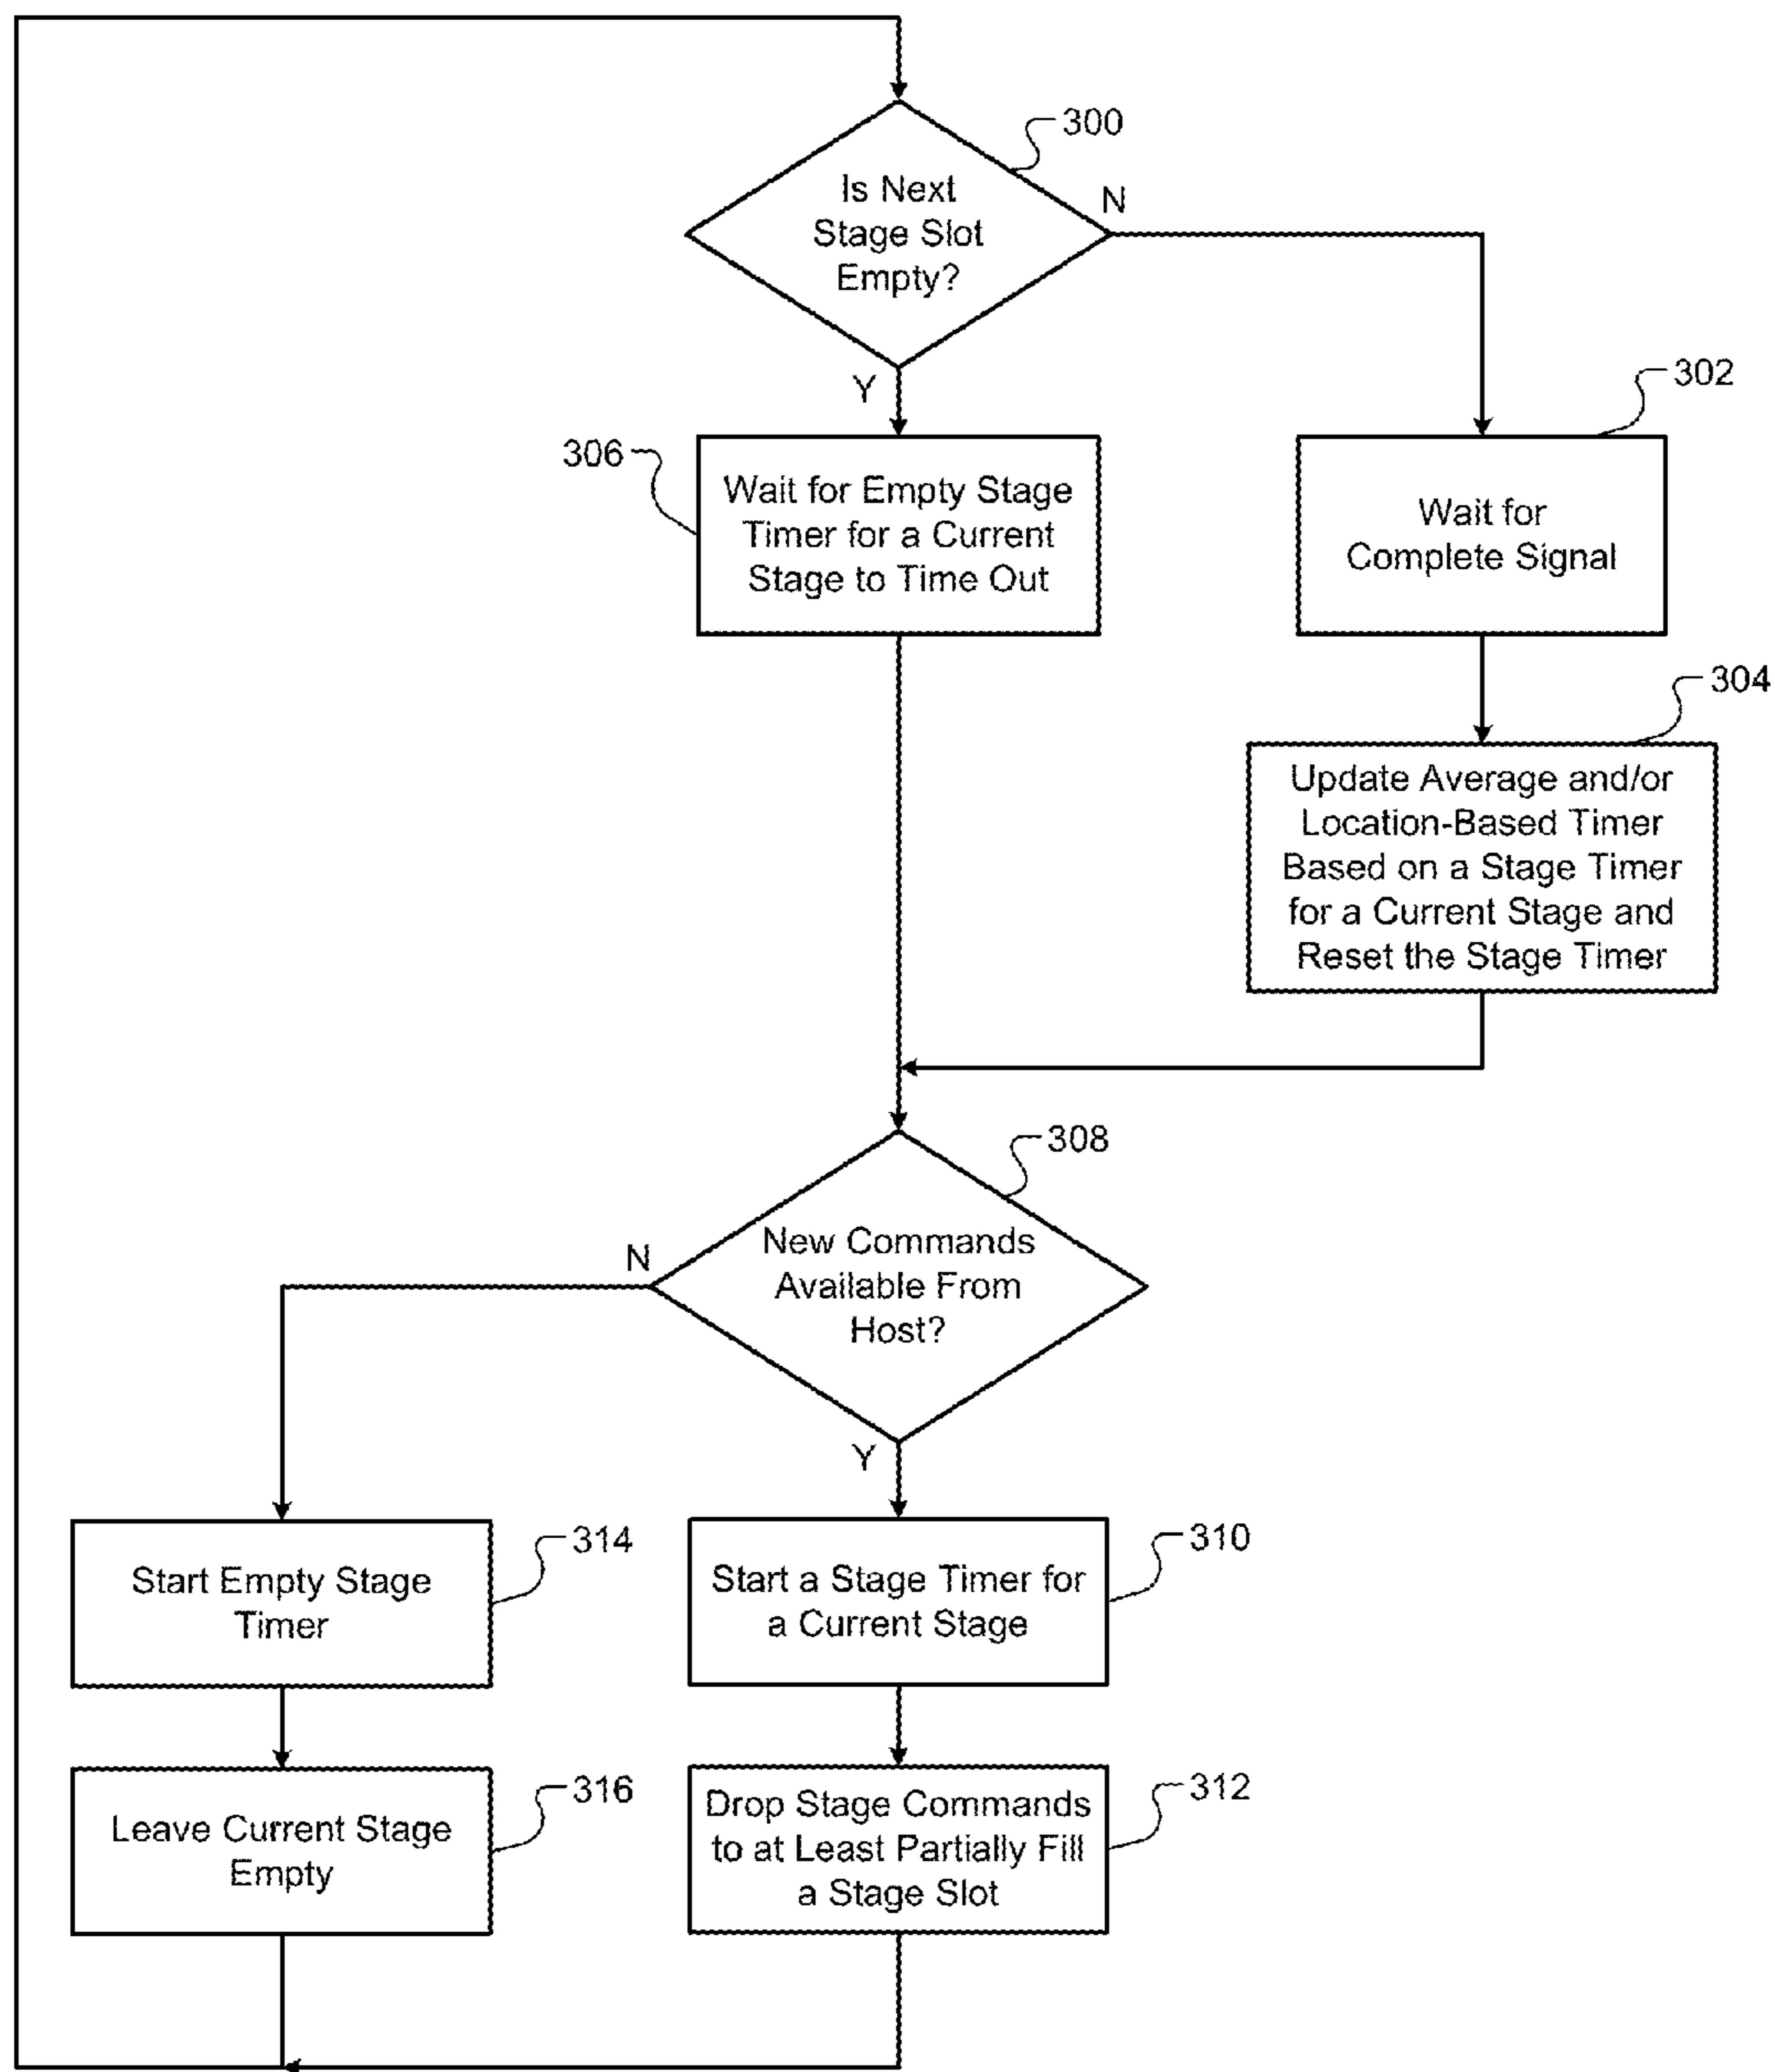 300
Is Next
Stage Slot
Empty?
N
Y
302
306
Wait for Empty Stage
Timer for a Current
Stage to Time Out
Wait for
Complete Signal
304
Update Average and/or
Location-Based Timer
Based on a Stage Timer
for a Current Stage and
Reset the Stage Timer
308
New Commands
Available From
Host?
N
Y
314
Start Empty Stage
Timer
310
Start a Stage Timer for
a Current Stage
316
Leave Current Stage
Empty
312
Drop Stage Commands
to at Least Partially Fill
a Stage Slot